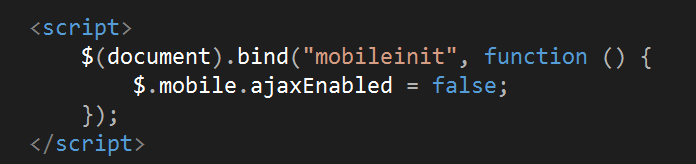 <script>
    $(document).bind("mobileinit", function () {
        $.mobile.ajaxEnabled = false;
    });
</script>